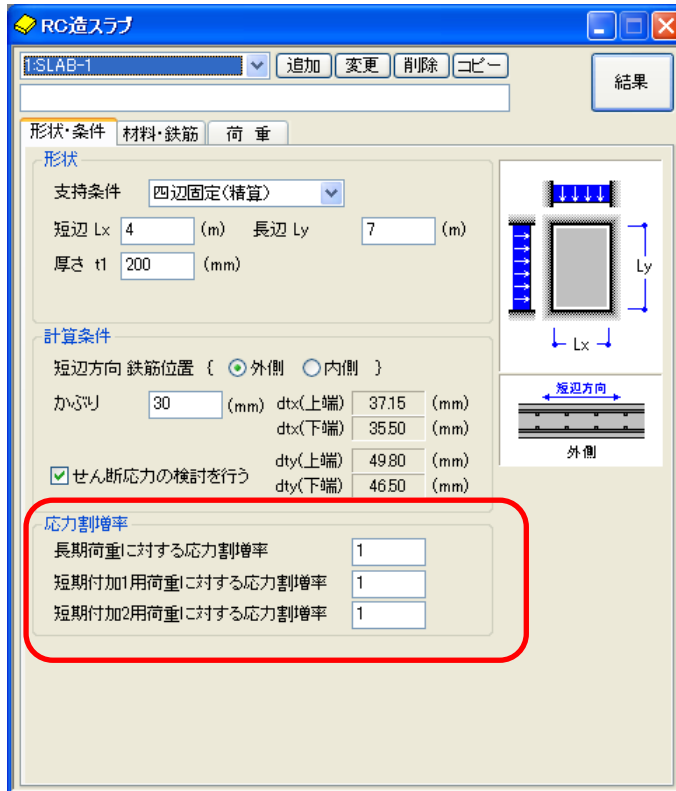 RC造スラブ
1:SLAB-1 追加 変更 削除 コピー
結果
形状・条件 材料・鉄筋 荷 重
形状
支持条件 四辺固定(精算)
短辺 Lx 4 (m) 長辺 Ly 7 (m)
厚さ t1 200 (mm)
Ly
Lx
計算条件
短辺方向 鉄筋位置 { 外側 内側 }
かぶり 30 (mm) dtx(上端) 37.15 (mm)
dtx(下端) 35.50 (mm)
dty(上端) 49.80 (mm)
せん断応力の検討を行う dty(下端) 46.50 (mm)
短辺方向
外側
応力割増率
長期荷重に対する応力割増率 1
短期付加1用荷重に対する応力割増率 1
短期付加2用荷重に対する応力割増率 1